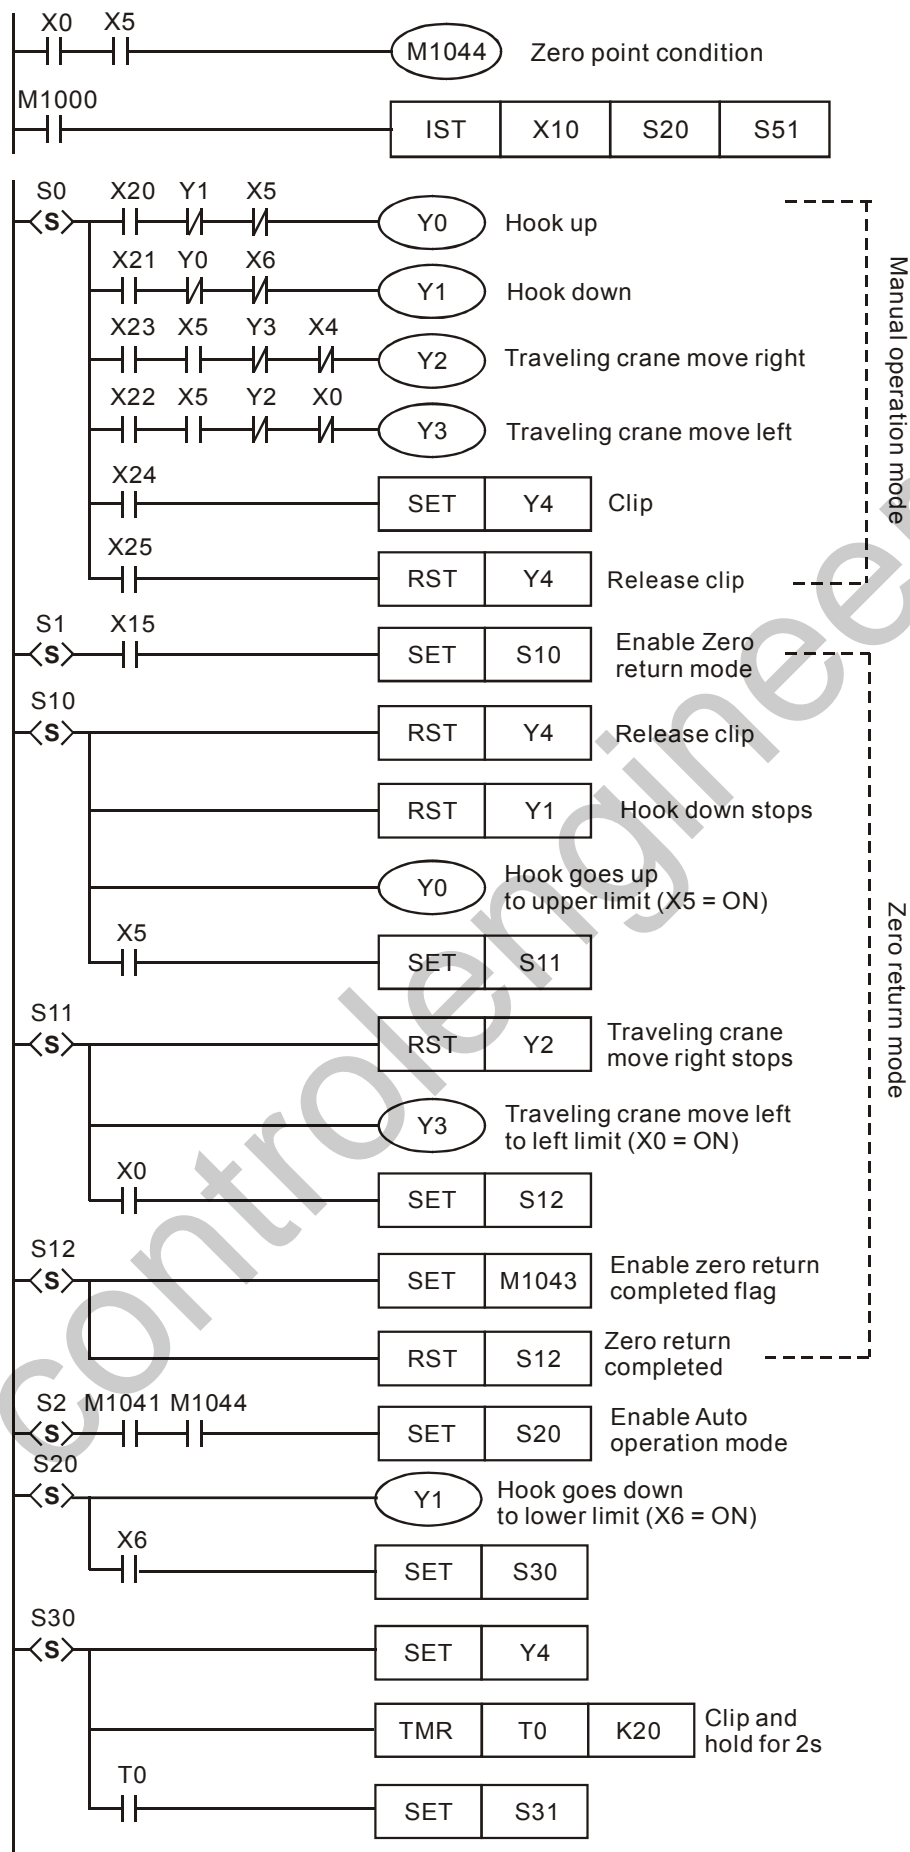 X0 X5
M1044 Zero point condition
M1000
IST X10 S20 S51
S0 X20 Y1 X5
S Y0 Hook up
X21 Y0 X6
Y1 Hook down
X23 X5 Y3 X4
Y2 Traveling crane move right
X22 X5 Y2 X0
Y3 Traveling crane move left
X24
SET Y4 Clip
X25
RST Y4 Release clip
Manual operation mode
S1 X15
S SET S10 Enable Zero
return mode
S10
S RST Y4 Release clip
RST Y1 Hook down stops
Y0 Hook goes up
to upper limit (X5 = ON)
X5
SET S11
S11
S RST Y2 Traveling crane
move right stops
Y3 Traveling crane move left
to left limit (X0 = ON)
X0
SET S12
S12
S SET M1043 Enable zero return
completed flag
RST S12 Zero return
completed
Zero return mode
S2 M1041 M1044
S SET S20 Enable Auto
operation mode
S20
S Y1 Hook goes down
to lower limit (X6 = ON)
X6
SET S30
S30
S SET Y4
TMR T0 K20 Clip and
hold for 2s
T0
SET S31
controlengineer